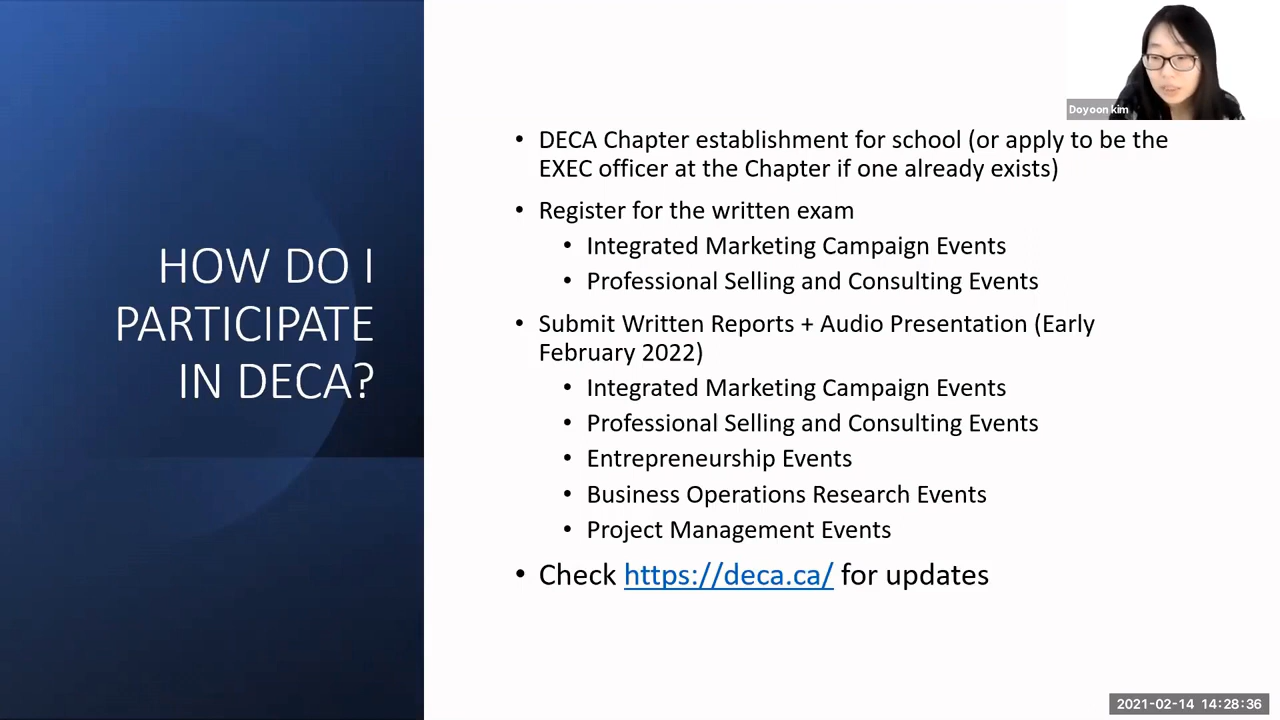 HOW DO I
PARTICIPATE
IN DECA?
• DECA Chapter establishment for school (or apply to be the
EXEC officer at the Chapter if one already exists)
• Register for the written exam
• Integrated Marketing Campaign Events
• Professional Selling and Consulting Events
• Submit Written Reports + Audio Presentation (Early
February 2022)
• Integrated Marketing Campaign Events
• Professional Selling and Consulting Events
• Entrepreneurship Events
• Business Operations Research Events
• Project Management Events
• Check https://deca.ca/ for updates
Doyoon kim
2021-02-14 14:28:36